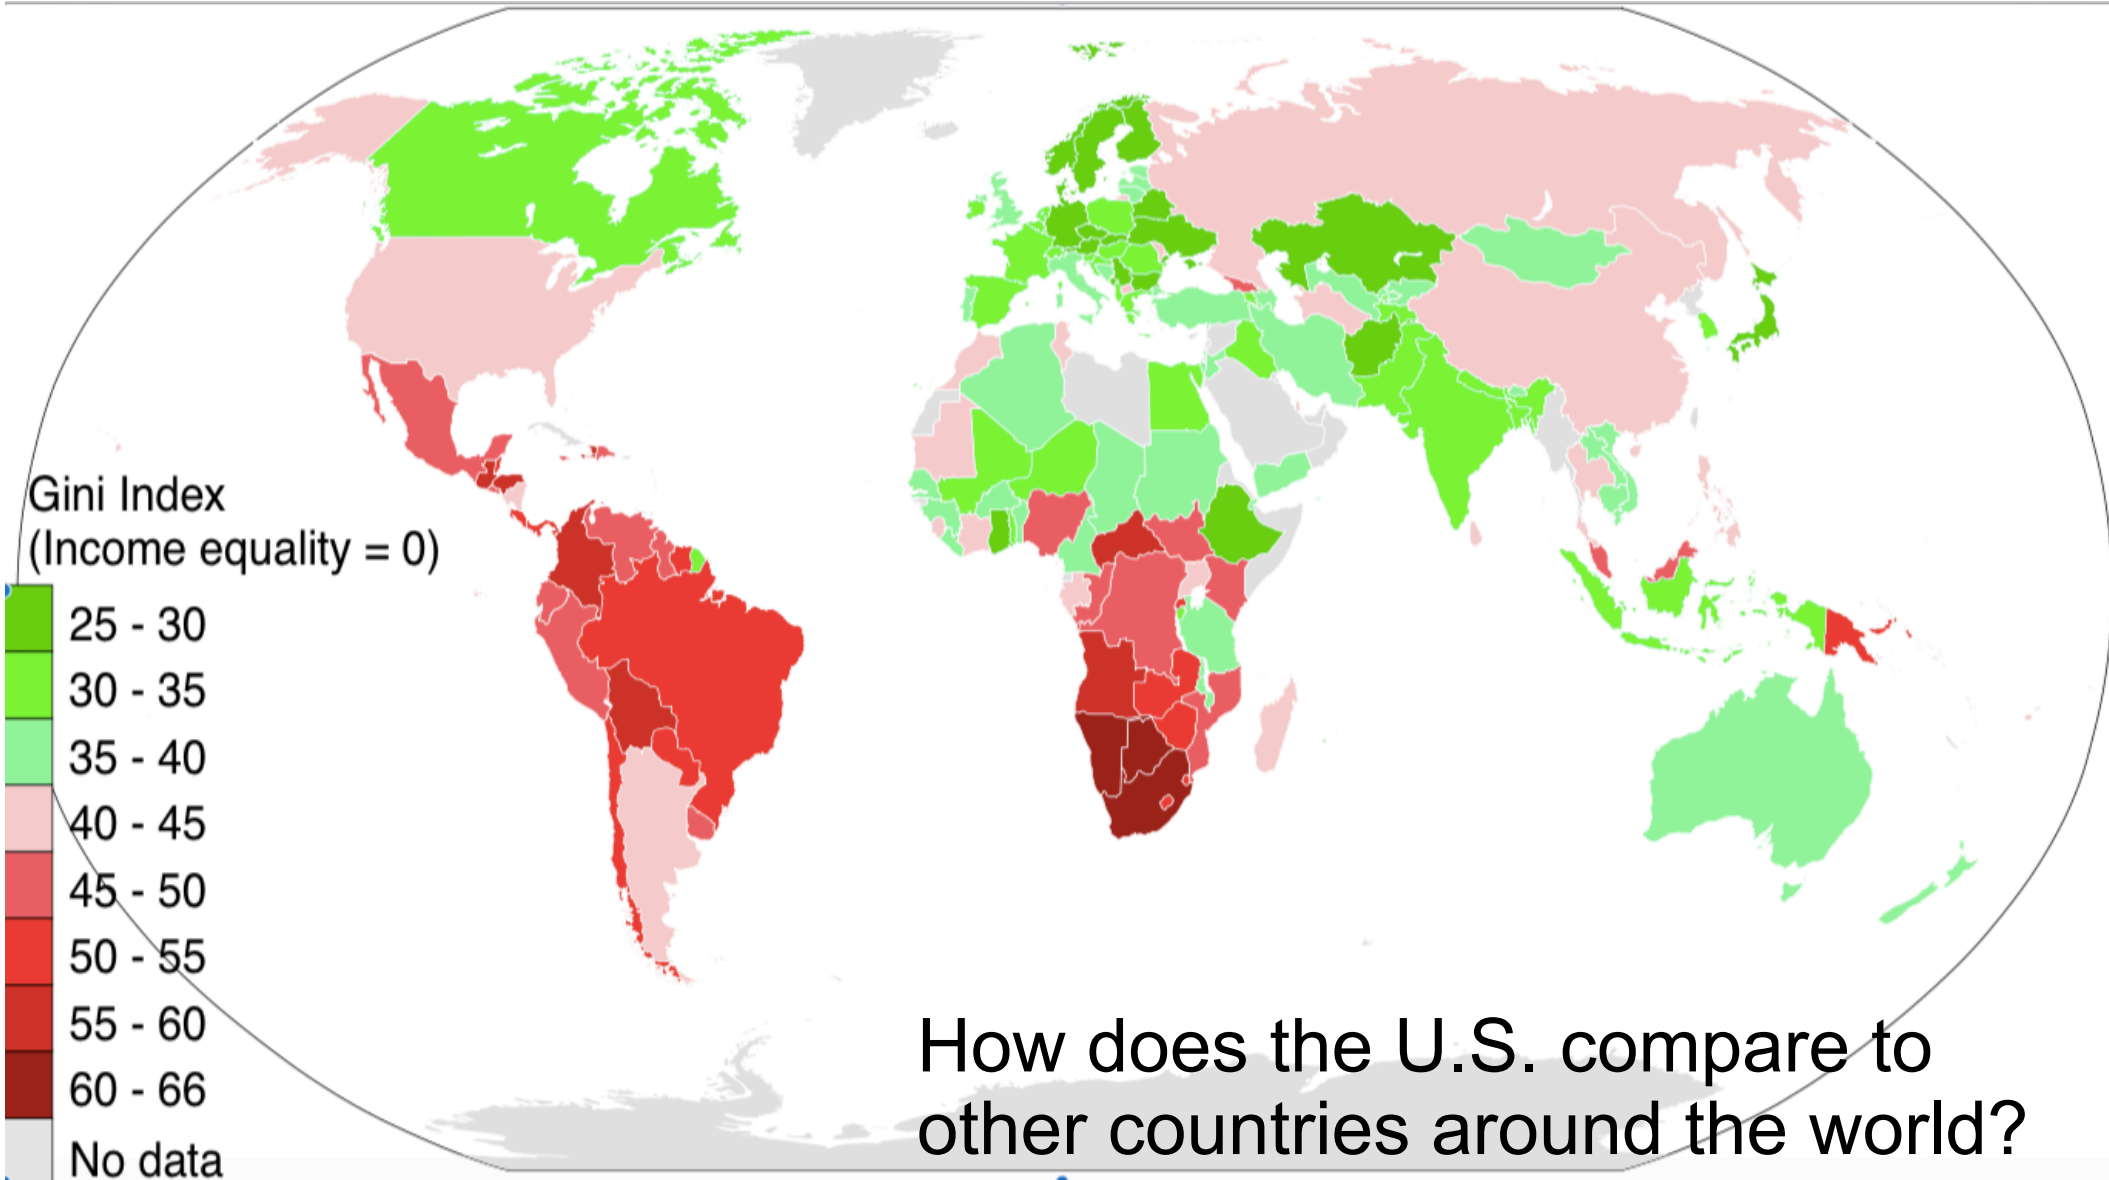 Gini Index
(Income equality = 0)
25 - 30
30 - 35
35 - 40
40 - 45
45 - 50
50 - 55
55 - 60
60 - 66
No data
How does the U.S. compare to
other countries around the world?